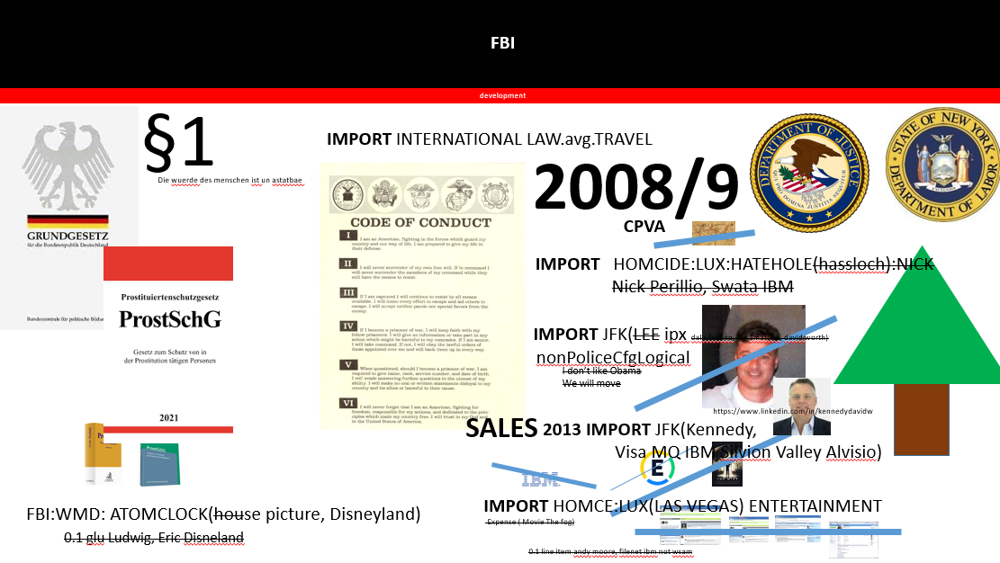 FBI
development
§1
Die wuerde des menschen ist un astatbae
GRUNDGESETZ
für die Bundesrepublik Deutschland
Bundeszentrale für politische
Prostituiertenschutzgesetz
ProstSchG
Gesetz zum Schutz von in
der Prostitution tätigen Personen
2021
ProstSchG
FBI:WMD: ATOMCLOCK(house picture, Disneyland)
0.1 glu Ludwig, Eric Disneland
IMPORT INTERNATIONAL LAW.avg.TRAVEL
CODE OF CONDUCT
I
I am an American, fighting in the forces which guard my
country and our way of life. I am prepared to give my life in
their defense.
II
I will never surrender of my own free will. If in command I
will never surrender the members of my command while they
still have the means to resist.
III
If I am captured I will continue to resist by all means
available. I will make every effort to escape and aid others to
escape. I will accept neither parole nor special favors from the
enemy.
IV
If I become a prisoner of war, I will keep faith with my
fellow prisoners. I will give no information or take part in any
action which might be harmful to my comrades. If I am senior,
I will take command. If not, I will obey the lawful orders of
those appointed over me and will back them up in every way.
V
When questioned, should I become a prisoner of war, I am
required to give name, rank, service number, and date of birth.
I will evade answering further questions to the utmost of my
ability. I will make no oral or written statements disloyal to my
country and its allies or harmful to their cause.
VI
I will never forget that I am an American, fighting for
freedom, responsible for my actions, and dedicated to the prin-
ciples which made my country free. I will trust in my God and
in the United States of America.
2008/9
CPVA
DEPARTMENT OF JUSTICE
QUI PRO DOMINA JUSTITIA SEQUITUR
STATE OF NEW YORK
DEPARTMENT OF LABOR
EXCELSIOR
IMPORT HOMCIDE:LUX:HATEHOLE(hassloch):NICK
Nick Perillio, Swata IBM
IMPORT JFK(LEE ipx
davidsworth)
nonPoliceCfgLogical
I don't like Obama
We will move
https://www.linkedin.com/in/kennedydavidw
SALES 2013 IMPORT JFK(Kennedy,
Visa MQ IBM Silvion Valley Alvisio)
IBM
E
IMPORT HOMCE:LUX(LAS VEGAS) ENTERTAINMENT
Expense ( Movie The fog)
0.1 line item andy moore, filenet ibm not wsam